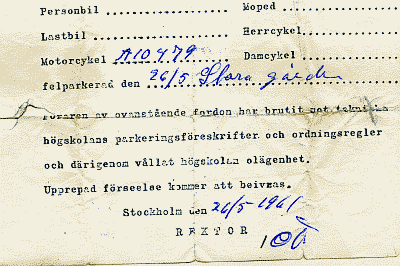 Personbil .................... Moped ..............
Lastbil ....................... Herrcykel...........
Motorcykel A10479 Damcykel ...........
felparkerad den 26/5 Stora gården
Föraren av ovanstående fordon har brutit mot tekniska
högskolans parkeringsföreskrifter och ordningsregler
och därigenom vållat högskolan olägenhet.
Upprepad förseelse kommer att beivras.
Stockholm den 26/5-1961
REKTOR